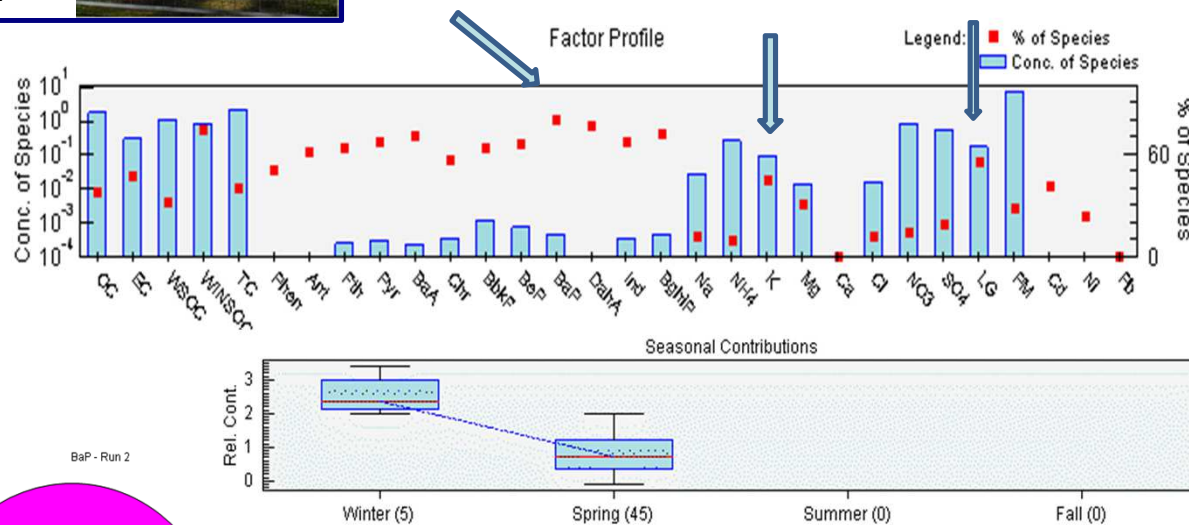 Factor Profile
Legend: % of Species
Conc. of Species
Conc. of Species
10^1
10^0
10^-1
10^-2
10^-3
10^-4
% of Species
60
0
OC EC WSOC WINSOC TC Phen Ant Flth Pyr BaA Chr BbkF BeP BaP DahA Ind BghiP Na NH4 K Mg Ca Cl NO3 SO4 LG PM Cd Ni Pb
Seasonal Contributions
Rel. Cont.
3
2
1
0
Winter (5) Spring (45) Summer (0) Fall (0)
BaP - Run 2